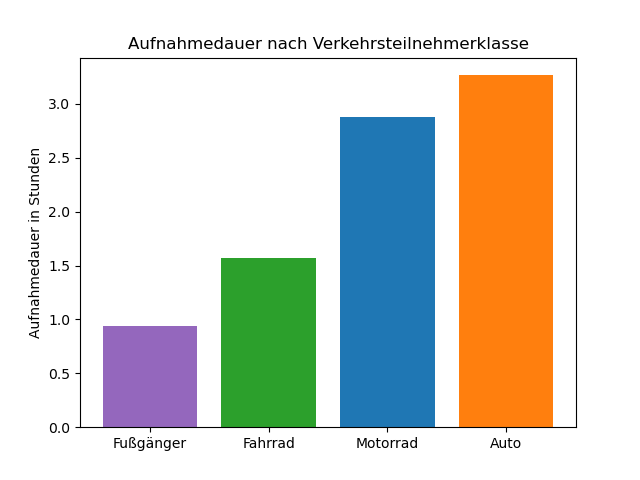 Aufnahmedauer nach Verkehrsteilnehmerklasse
Aufnahmedauer in Stunden
3.0
2.5
2.0
1.5
1.0
0.5
0.0
Fußgänger Fahrrad Motorrad Auto